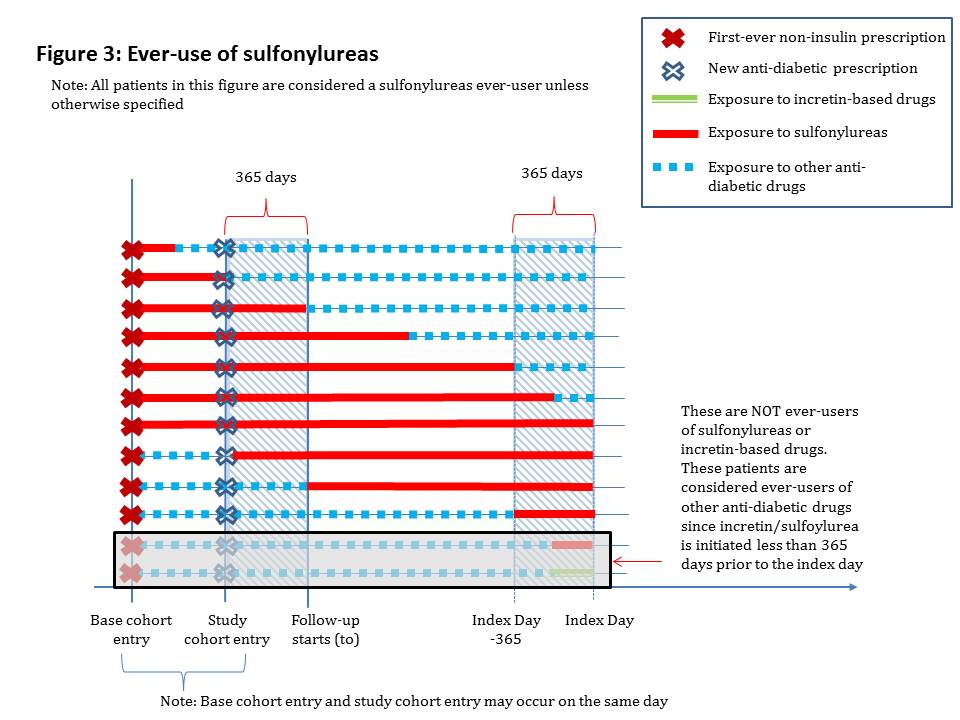 Figure 3: Ever-use of sulfonylureas
Note: All patients in this figure are considered a sulfonylureas ever-user unless
otherwise specified
First-ever non-insulin prescription
New anti-diabetic prescription
Exposure to incretin-based drugs
Exposure to sulfonylureas
Exposure to other anti-
diabetic drugs
365 days
365 days
These are NOT ever-users
of sulfonylureas or
incretin-based drugs.
These patients are
considered ever-users of
other anti-diabetic drugs
since incretin/sulfoylurea
is initiated less than 365
days prior to the index day
Base cohort
entry
Study
cohort entry
Follow-up
starts (to)
Index Day
-365
Index Day
Note: Base cohort entry and study cohort entry may occur on the same day